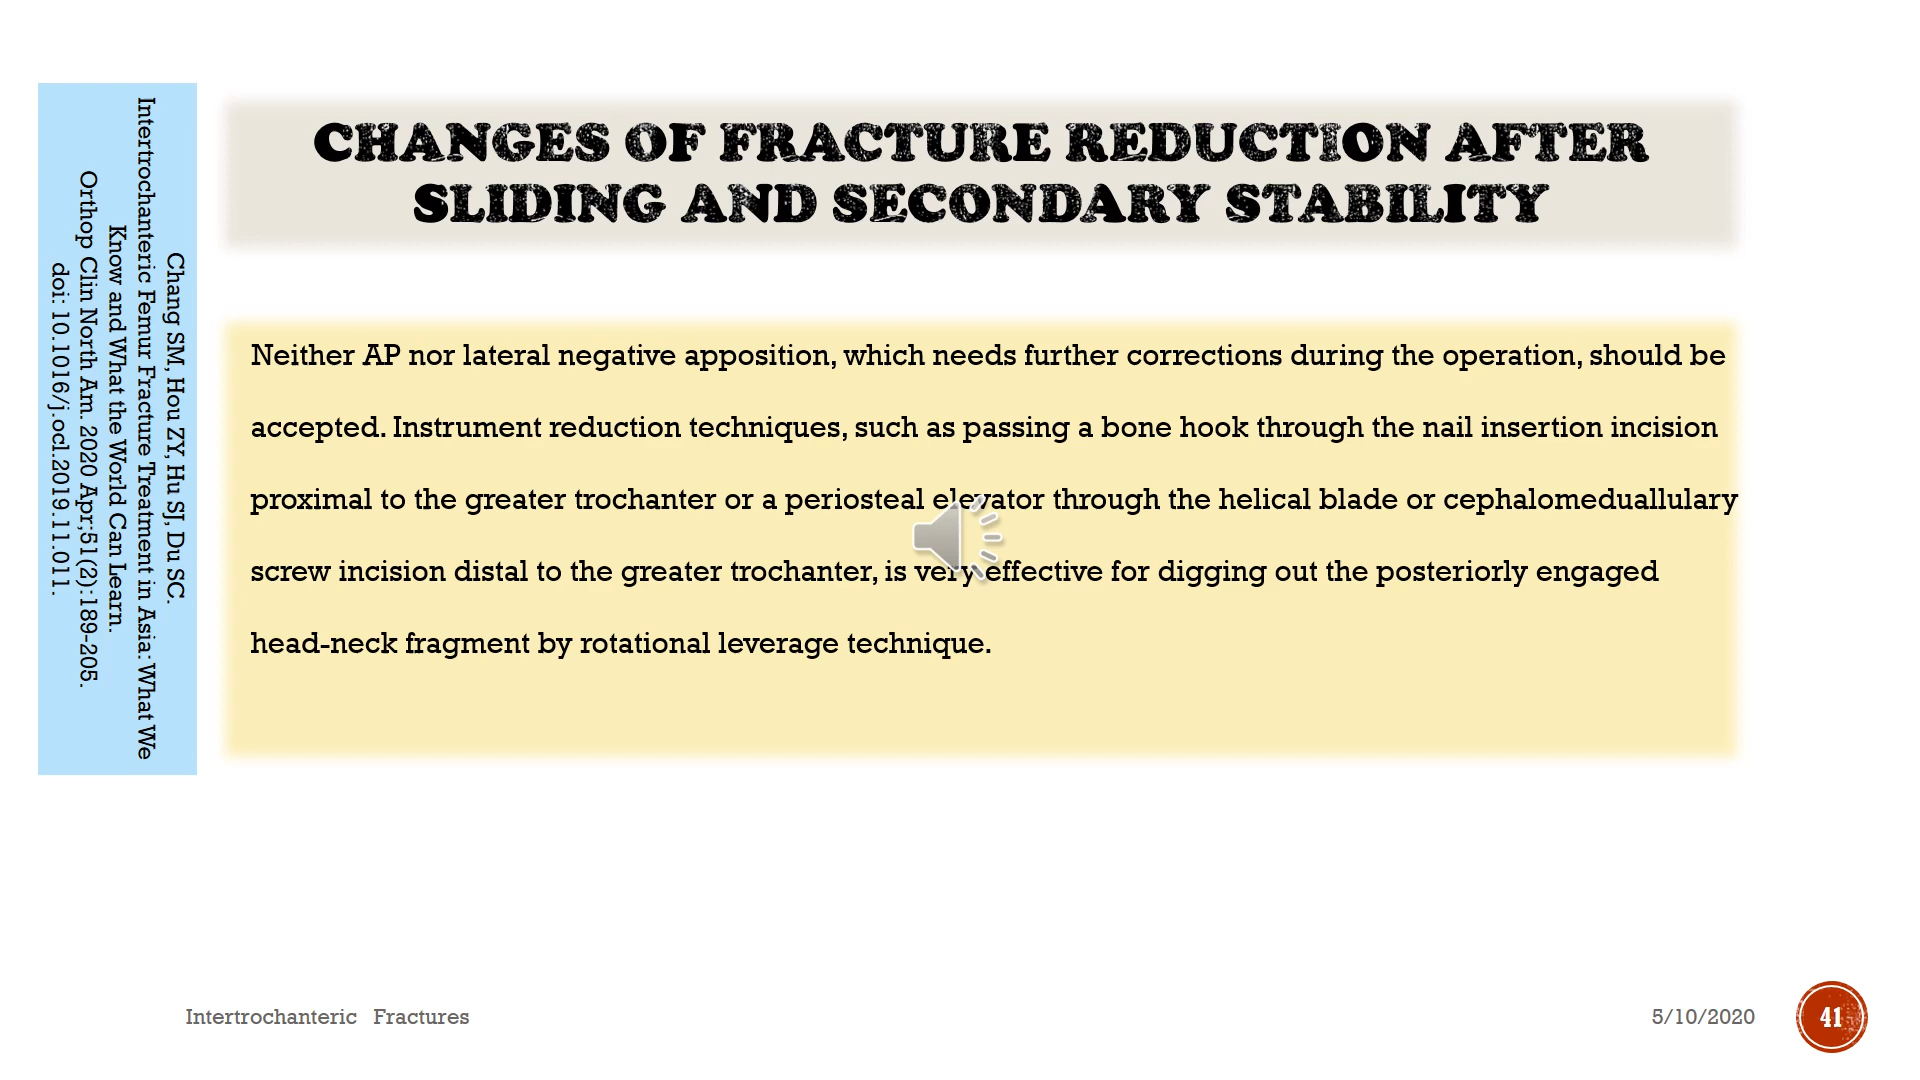 CHANGES OF FRACTURE REDUCTION AFTER
SLIDING AND SECONDARY STABILITY
Chang SM, Hou ZY, Hu SJ, Du SC.
Intertrochanteric Femur Fracture Treatment in Asia: What We
Know and What the World Can Learn.
Orthop Clin North Am. 2020 Apr;51(2):189-205.
doi: 10.1016/j.ocl.2019.11.011.
Neither AP nor lateral negative apposition, which needs further corrections during the operation, should be
accepted. Instrument reduction techniques, such as passing a bone hook through the nail insertion incision
proximal to the greater trochanter or a periosteal elevator through the helical blade or cephalomeduallulary
screw incision distal to the greater trochanter, is very effective for digging out the posteriorly engaged
head-neck fragment by rotational leverage technique.
Intertrochanteric Fractures
5/10/2020
41